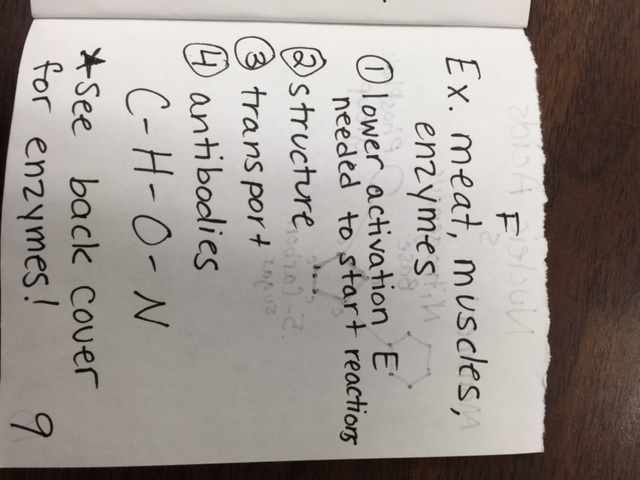 F
Ex. meat, muscles,
enzymes
① lower activation E
needed to start reactions
② structure
③ transport
④ antibodies
C-H-O-N
*See back cover
for enzymes!
9